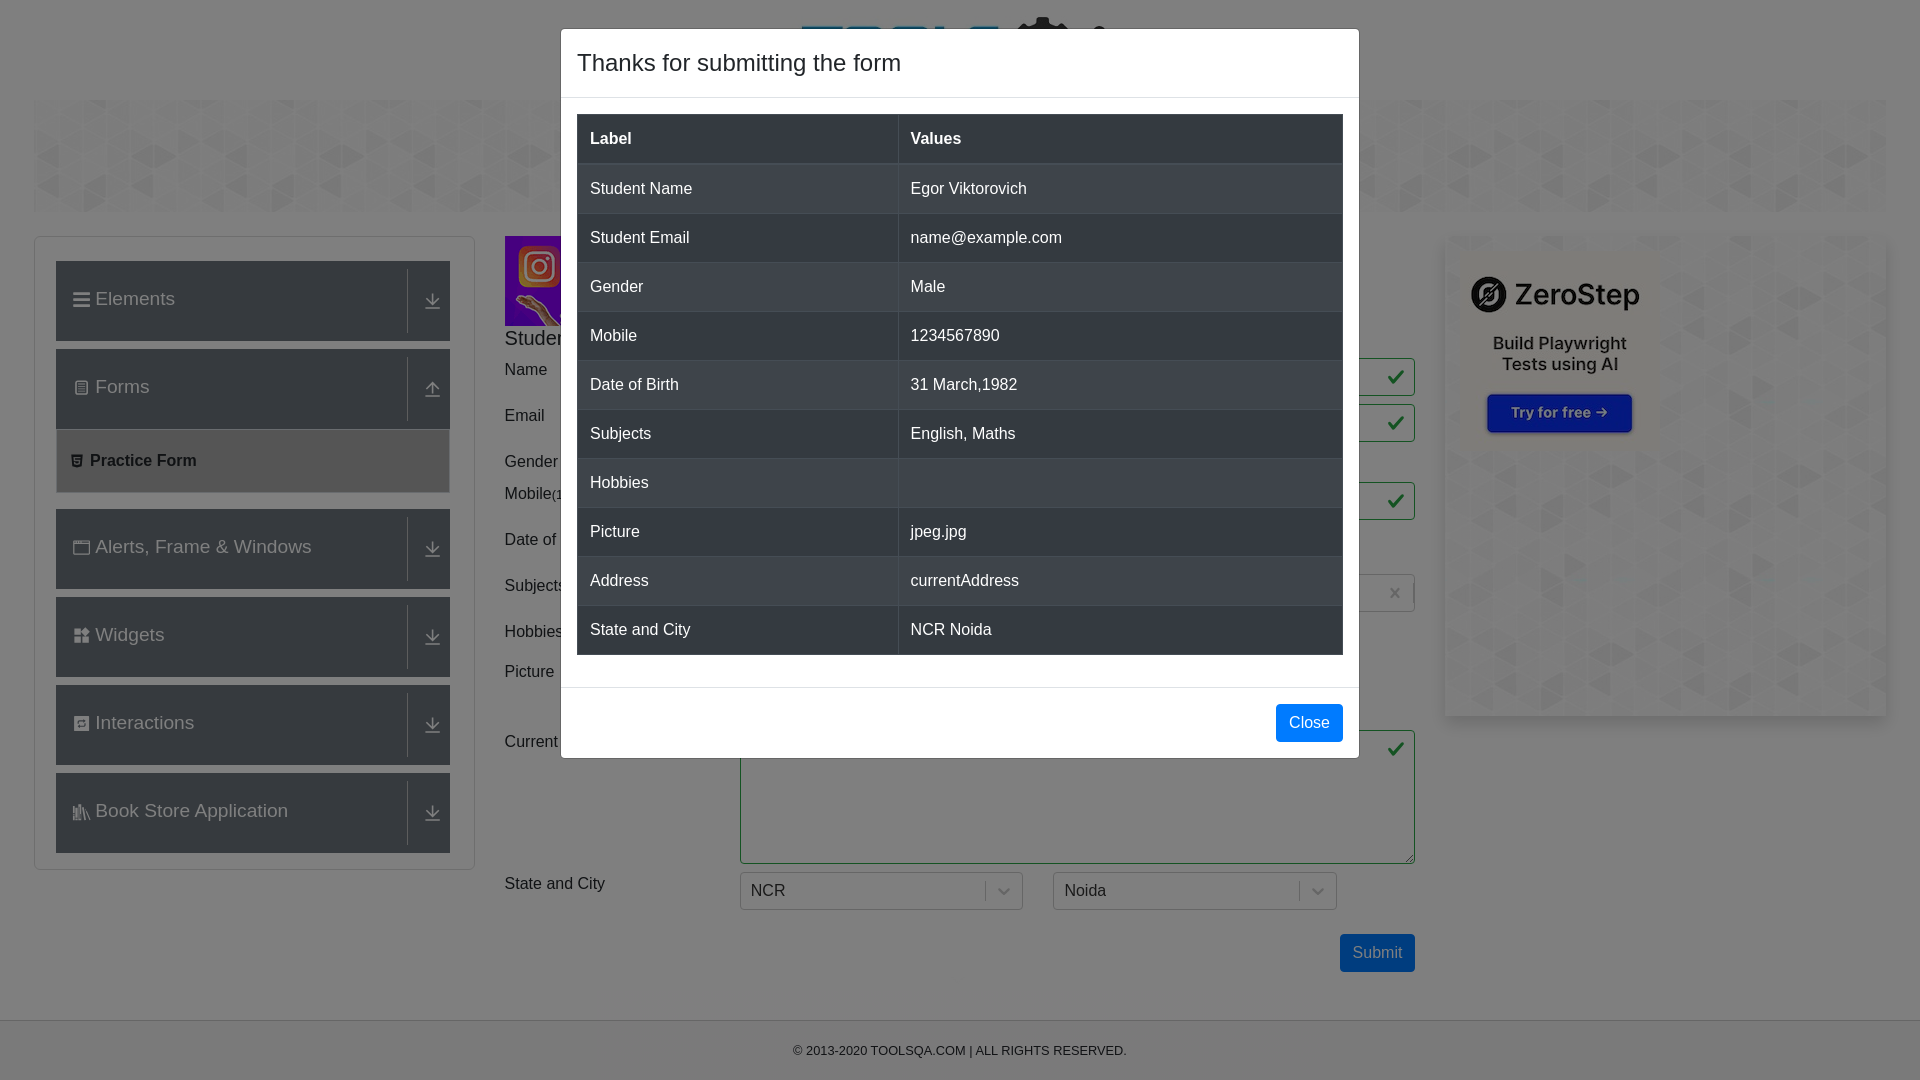 Thanks for submitting the form
Label Values
Student Name Egor Viktorovich
Student Email name@example.com
Gender Male
Mobile 1234567890
Date of Birth 31 March,1982
Subjects English, Maths
Hobbies
Picture jpeg.jpg
Address currentAddress
State and City NCR Noida
Close
Elements
Forms
Practice Form
Alerts, Frame & Windows
Widgets
Interactions
Book Store Application
Name
Email
Gender
Mobile
Date of
Subjects
Hobbies
Picture
Current
State and City NCR Noida
Submit
ZeroStep
Build Playwright
Tests using AI
Try for free →
© 2013-2020 TOOLSQA.COM | ALL RIGHTS RESERVED.